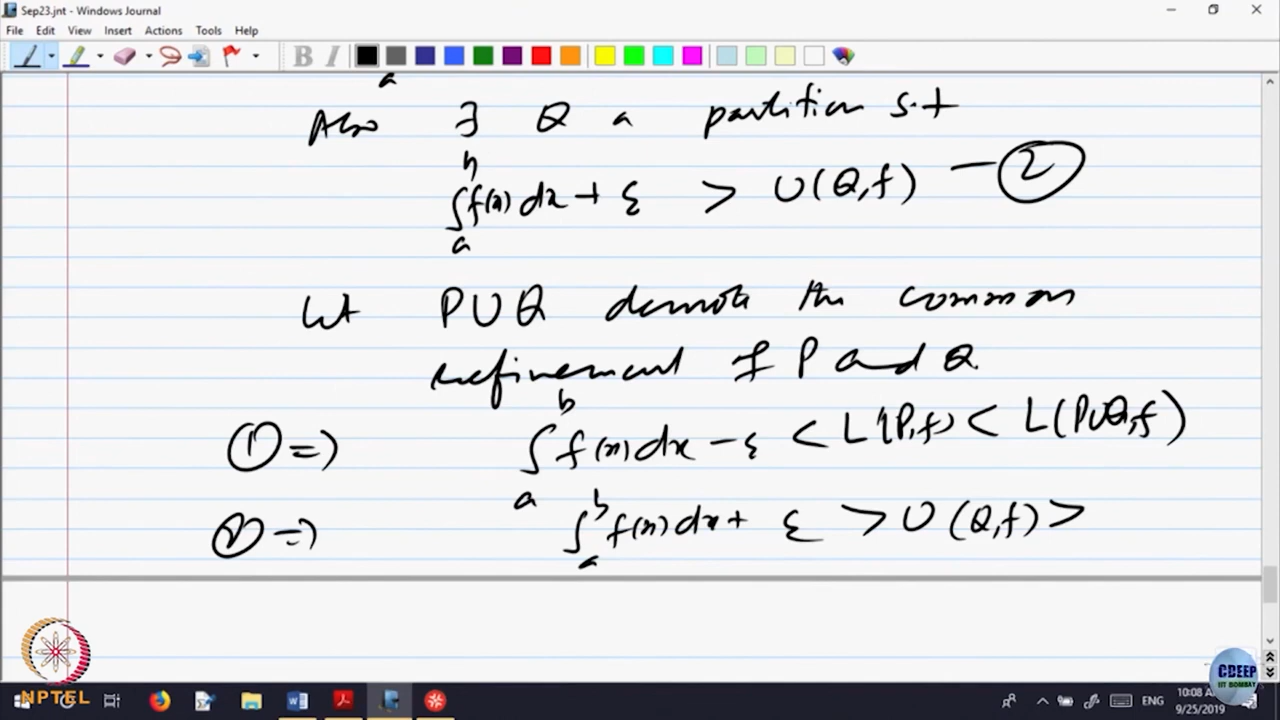 Sep23.jnt - Windows Journal
File Edit View Insert Actions Tools Help
a
Also ∃ Q a partition s.t
∫_a^b f(x) dx + ε > U(Q,f) — ②
Let P∪Q denote the common
refinement of P and Q.
① => ∫_a^b f(x) dx - ε < L(P,f) < L(P∪Q,f)
② => ∫_a^b f(x) dx + ε > U(Q,f) >
NPTEL
CDEEP
IIT BOMBAY
ENG
10:08 A
9/25/2019